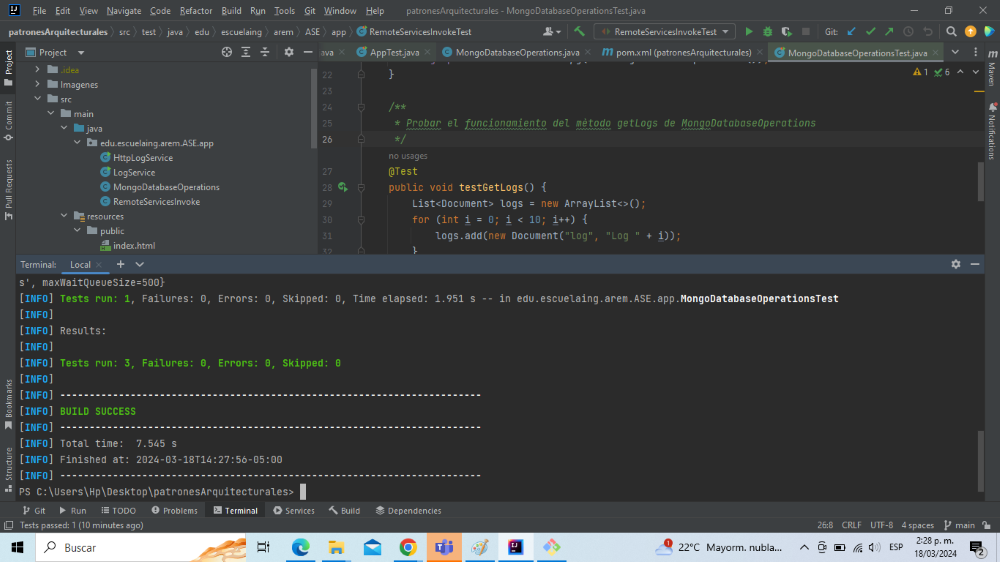 File Edit View Navigate Code Refactor Build Run Tools Git Window Help patronesArquitecturales - MongoDatabaseOperationsTest.java
patronesArquitecturales src test java edu escuelaing arem ASE app RemoteServicesInvokeTest RemoteServicesInvokeTest Git:
Project ava AppTest.java MongoDatabaseOperations.java pom.xml (patronesArquitecturales) MongoDatabaseOperationsTest.java
.idea
Imagenes
src
main
java
edu.escuelaing.arem.ASE.app
HttpLogService
LogService
MongoDatabaseOperations
RemoteServicesInvoke
resources
public
index.html
1 6
22 }
23
24 /**
25 * Probar el funcionamiento del método getLogs de MongoDatabaseOperations
26 */
no usages
27 @Test
28 public void testGetLogs() {
29 List<Document> logs = new ArrayList<>();
30 for (int i = 0; i < 10; i++) {
31 logs.add(new Document("log", "Log " + i));
32 }
Project
Commit
Pull Requests
Bookmarks
Structure
Maven
Notifications
Terminal: Local
s', maxWaitQueueSize=500}
[INFO] Tests run: 1, Failures: 0, Errors: 0, Skipped: 0, Time elapsed: 1.951 s -- in edu.escuelaing.arem.ASE.app.MongoDatabaseOperationsTest
[INFO]
[INFO] Results:
[INFO]
[INFO] Tests run: 3, Failures: 0, Errors: 0, Skipped: 0
[INFO]
[INFO] ------------------------------------------------------------------------
[INFO] BUILD SUCCESS
[INFO] ------------------------------------------------------------------------
[INFO] Total time:  7.545 s
[INFO] Finished at: 2024-03-18T14:27:56-05:00
[INFO] ------------------------------------------------------------------------
PS C:\Users\Hp\Desktop\patronesArquitecturales>
Git Run TODO Problems Terminal Services Build Dependencies
Tests passed: 1 (10 minutes ago) 26:8 CRLF UTF-8 4 spaces main
Buscar 22°C Mayorm. nubla... ESP 2:28 p. m.
18/03/2024 2